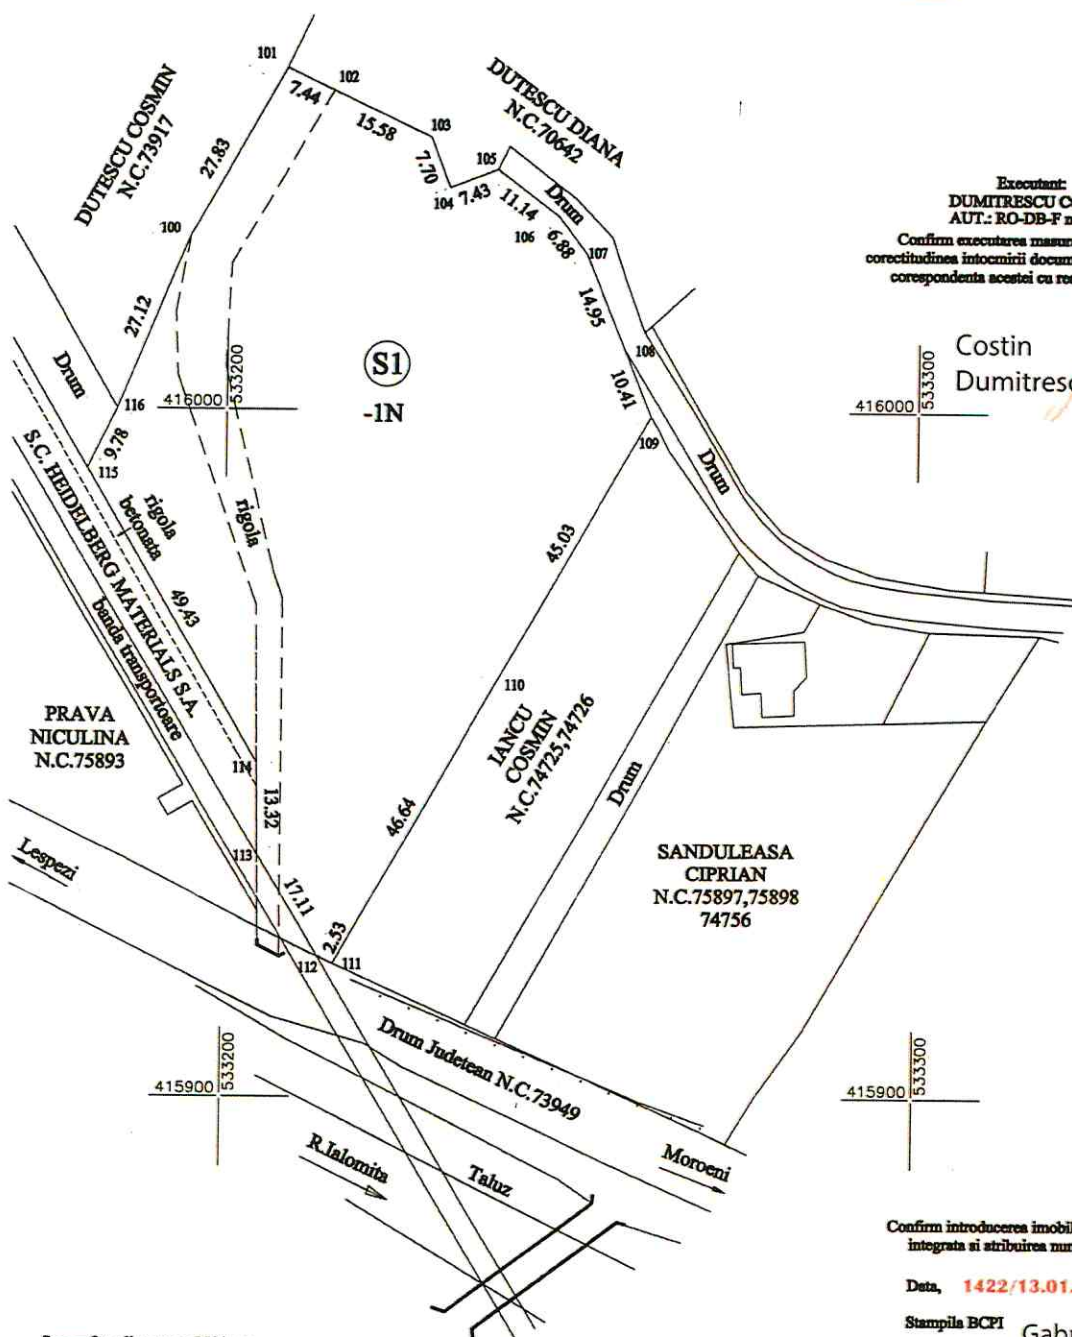 101
102
7.44
DUTESCU COSMIN
N.C.73917
27.83
15.58
103
7.70
104
7.43
105
DUTESCU DIANA
N.C.70642
Drum
11.14
106
6.88
107
100
Executant:
DUMITRESCU
AUT.: RO-DB-F
Confirm executarea
corectitudinea intocmirii
corespondenta acestei cu
Costin
27.12
14.95
108
S1
-1N
10.41
109
416000
533200
416000
533300
Drum
116
9.78
115
Drum
S.C. HEIDELBERG MATERIALS S.A.
rigola
betonata
rigola
49.43
banda transportoare
45.03
110
IANCU
COSMIN
N.C.74725,74726
46.64
Drum
PRAVA
NICULINA
N.C.75893
114
13.32
113
17.11
2.53
112
111
Lespezi
SANDULEASA
CIPRIAN
N.C.75897,75898
74756
Drum Judetean N.C.73949
415900
533200
415900
533300
R.Ialomita
Taluz
Moroeni
Confirm introducerea
integrata si atribuirea
Data, 1422/13.01.
Stampila BCPI